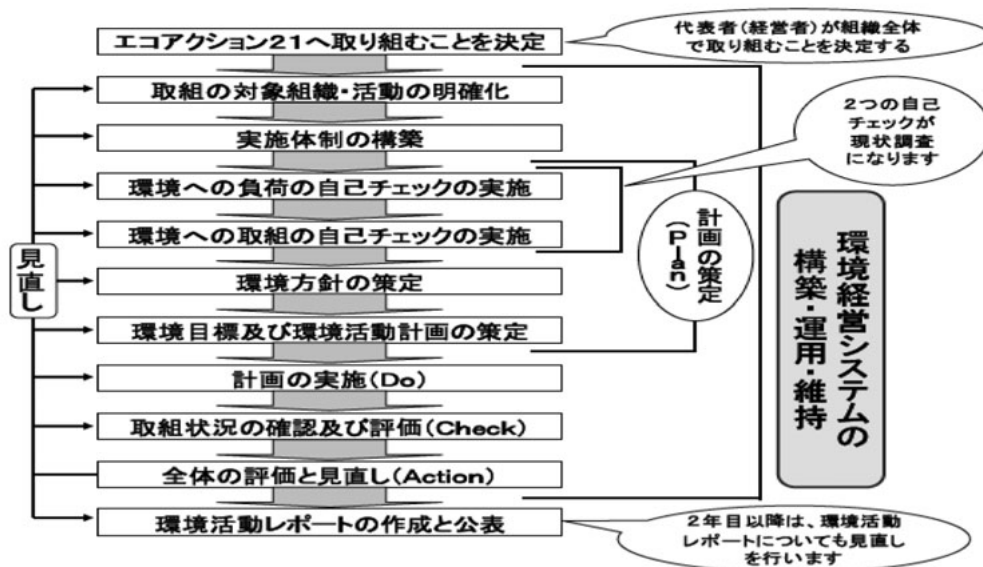 エコアクション21へ取り組むことを決定
代表者(経営者)が組織全体
で取り組むことを決定する
取組の対象組織・活動の明確化
実施体制の構築
2つの自己
チェックが
現状調査
になります
環境への負荷の自己チェックの実施
環境への取組の自己チェックの実施
計画の策定
(Plan)
見直し
環境方針の策定
環境経営システムの
構築・運用・維持
環境目標及び環境活動計画の策定
計画の実施(Do)
取組状況の確認及び評価(Check)
全体の評価と見直し(Action)
環境活動レポートの作成と公表
2年目以降は、環境活動
レポートについても見直し
を行います